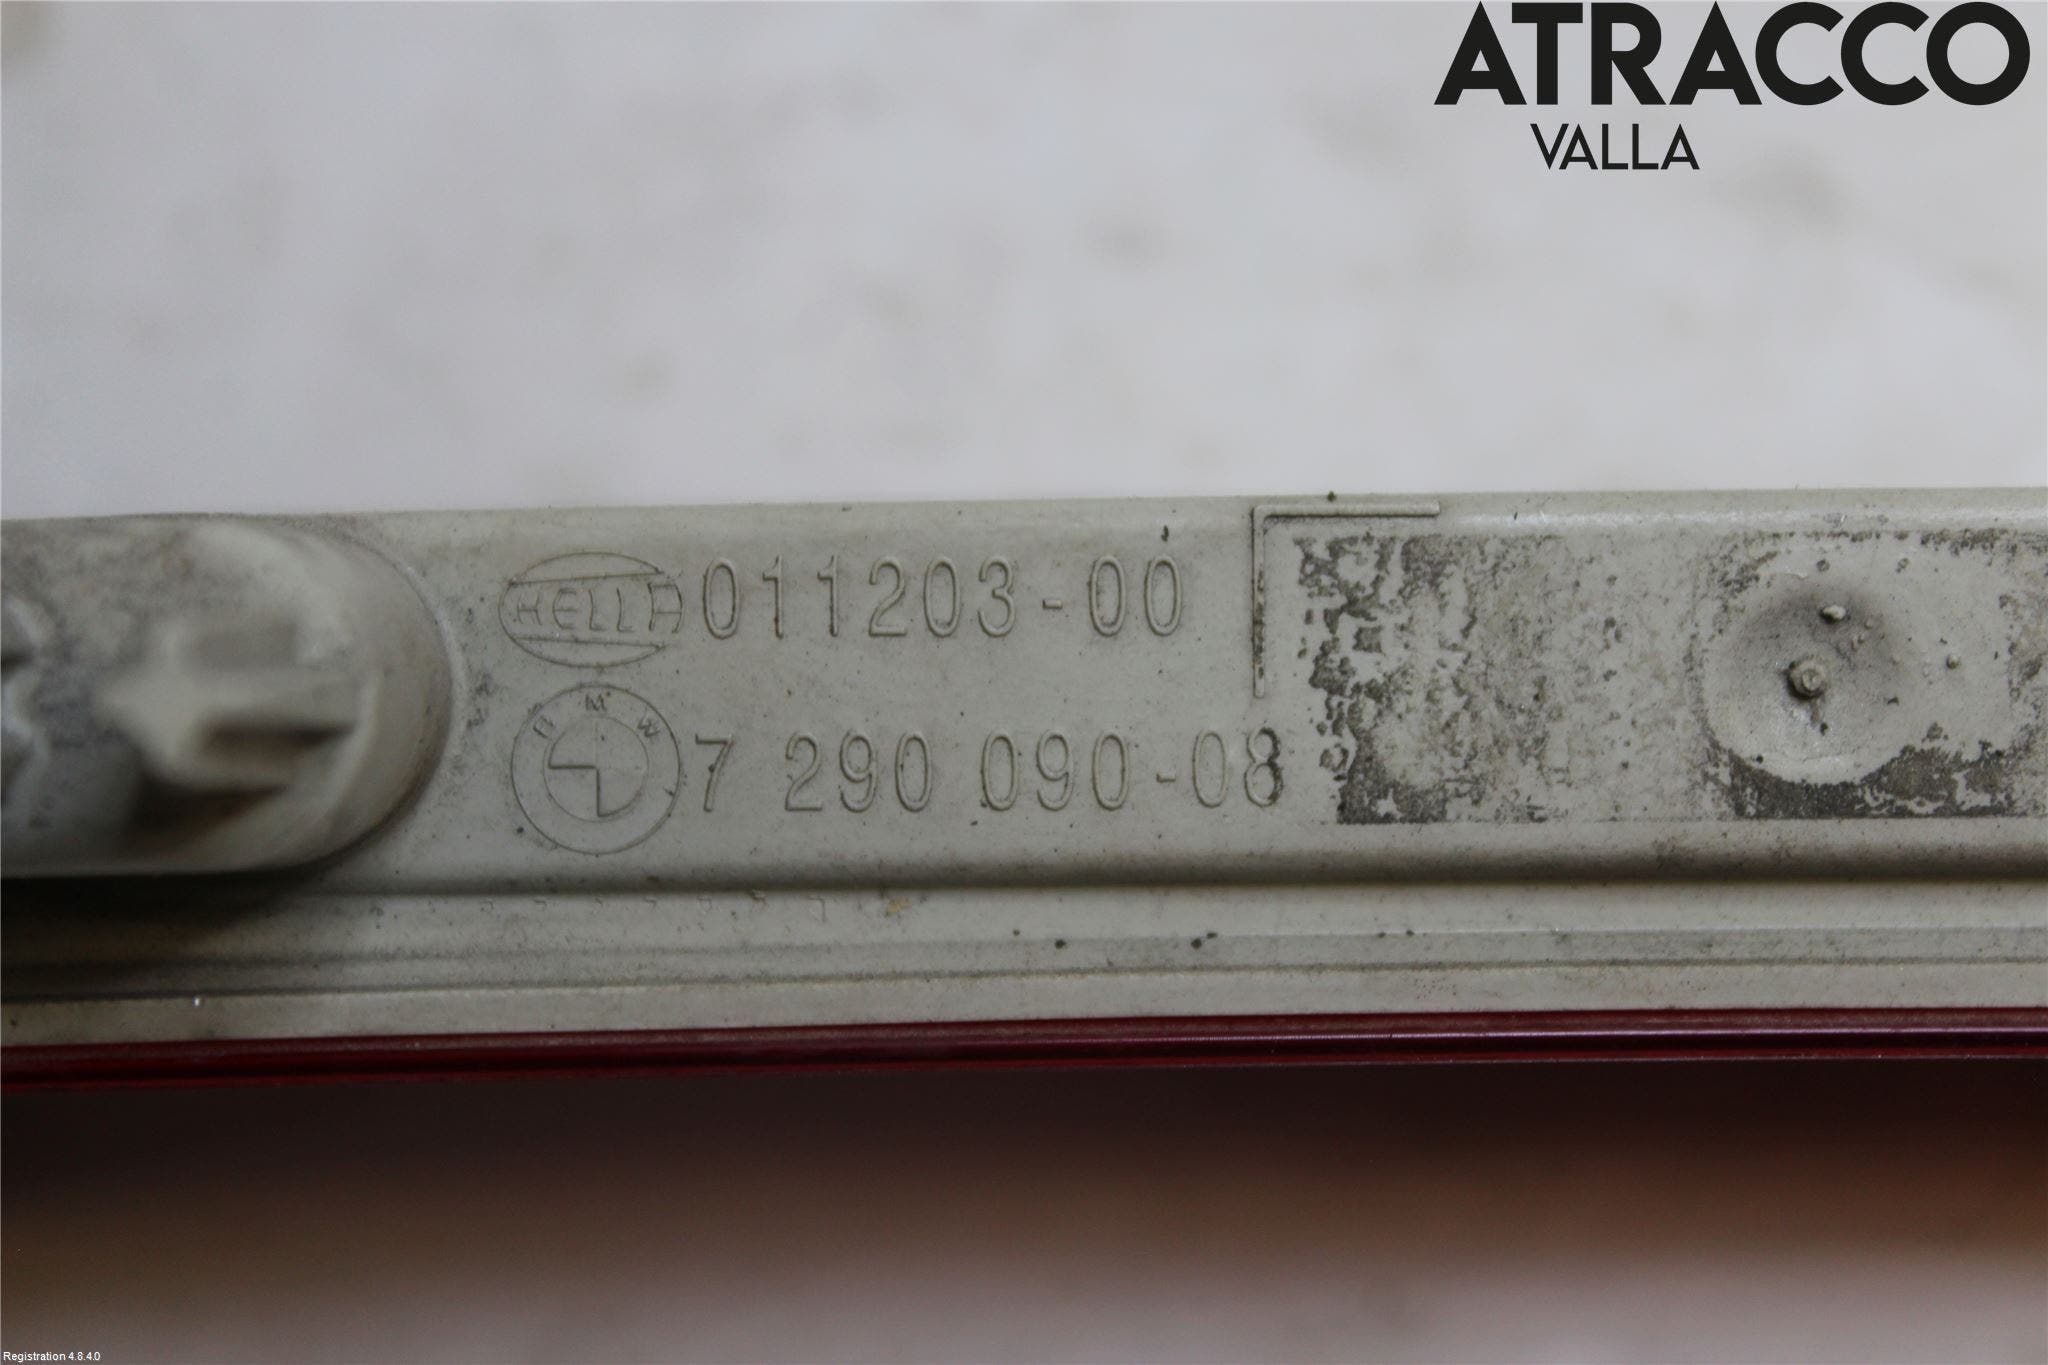 ATRACCO
VALLA
HELLA 011203-00
BMW 7 290 090-08
Registration 4.8.4.0